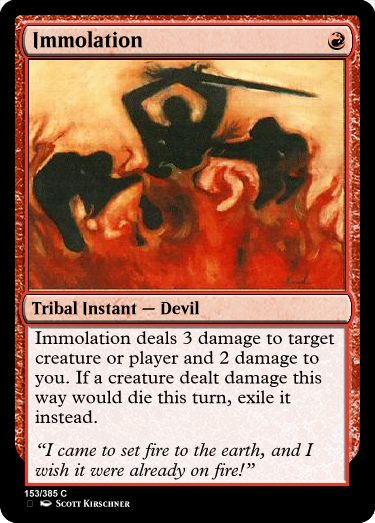 Immolation
Tribal Instant — Devil
Immolation deals 3 damage to target
creature or player and 2 damage to
you. If a creature dealt damage this
way would die this turn, exile it
instead.
“I came to set fire to the earth, and I
wish it were already on fire!”
153/385 C
Scott Kirschner